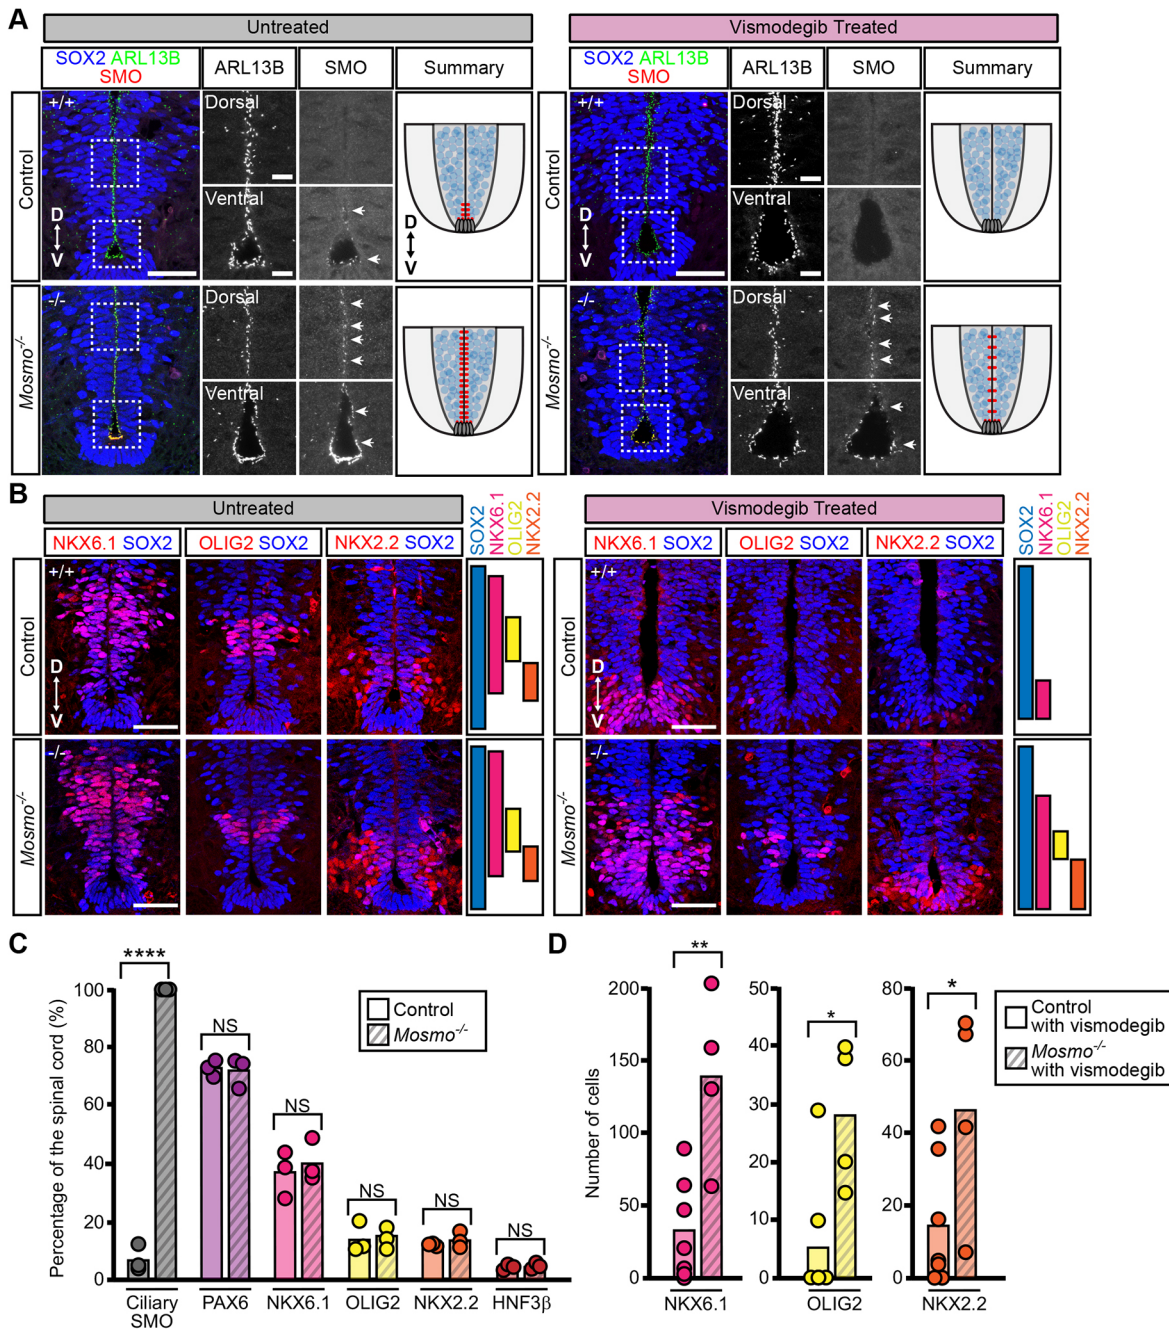 A
Untreated
Vismodegib Treated
SOX2 ARL13B
SMO
ARL13B
SMO
Summary
SOX2 ARL13B
SMO
ARL13B
SMO
Summary
Control
+/+
D
V
Dorsal
Ventral
D
V
Control
+/+
D
V
Dorsal
Ventral
Mosmo-/-
-/-
Dorsal
Ventral
Mosmo-/-
-/-
Dorsal
Ventral
B
Untreated
Vismodegib Treated
NKX6.1 SOX2
OLIG2 SOX2
NKX2.2 SOX2
SOX2
NKX6.1
OLIG2
NKX2.2
NKX6.1 SOX2
OLIG2 SOX2
NKX2.2 SOX2
SOX2
NKX6.1
OLIG2
NKX2.2
Control
+/+
D
V
Control
+/+
D
V
Mosmo-/-
-/-
Mosmo-/-
-/-
C
Percentage of the spinal cord (%)
100
80
60
40
20
0
****
NS
NS
NS
NS
NS
Control
Mosmo-/-
Ciliary
SMO
PAX6
NKX6.1
OLIG2
NKX2.2
HNF3β
D
Number of cells
200
150
100
50
0
**
NKX6.1
50
40
30
20
10
0
*
OLIG2
80
60
40
20
0
*
NKX2.2
Control
with vismodegib
Mosmo-/-
with vismodegib